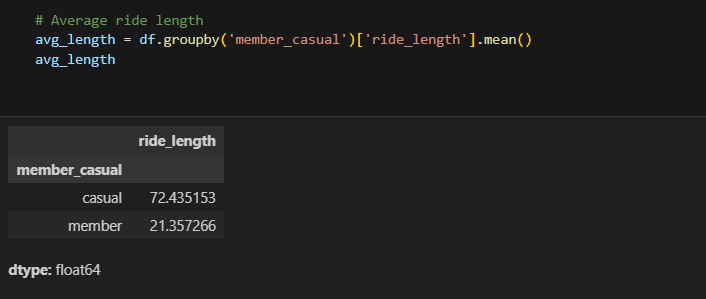 # Average ride length
avg_length = df.groupby('member_casual')['ride_length'].mean()
avg_length
ride_length
member_casual
casual 72.435153
member 21.357266
dtype: float64